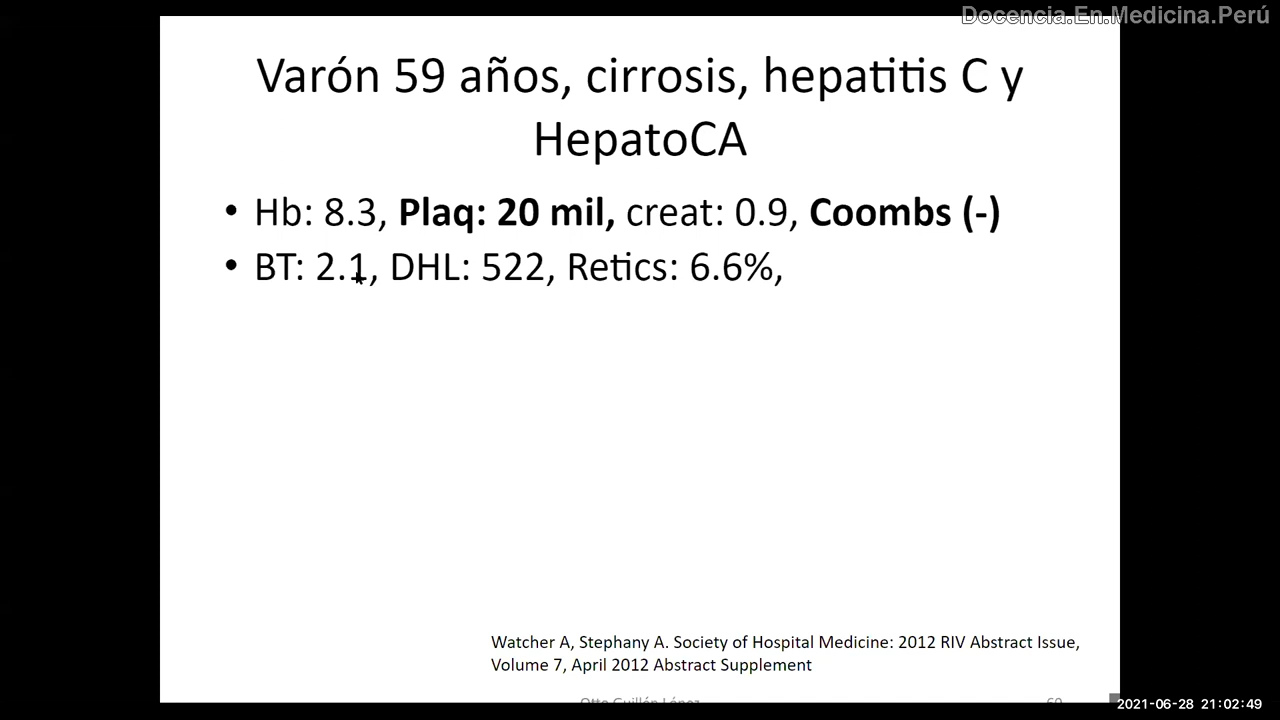 Docencia.En.Medicina.Perú
Varón 59 años, cirrosis, hepatitis C y
HepatoCA
• Hb: 8.3, Plaq: 20 mil, creat: 0.9, Coombs (-)
• BT: 2.1, DHL: 522, Retics: 6.6%,
Watcher A, Stephany A. Society of Hospital Medicine: 2012 RIV Abstract Issue,
Volume 7, April 2012 Abstract Supplement
Otto Guillén López
2021-06-28 21:02:49